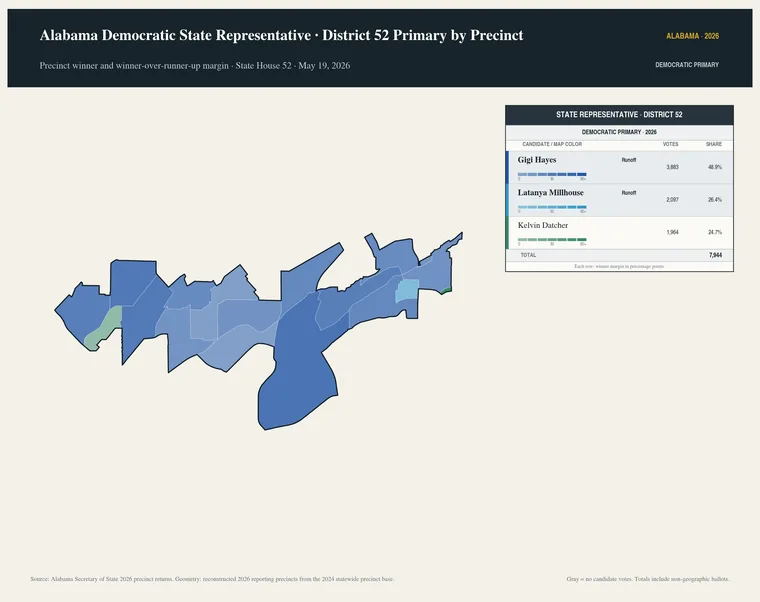 Alabama Democratic State Representative · District 52 Primary by Precinct
ALABAMA · 2026
Precinct winner and winner-over-runner-up margin · State House 52 · May 19, 2026
DEMOCRATIC PRIMARY
STATE REPRESENTATIVE · DISTRICT 52
DEMOCRATIC PRIMARY · 2026
CANDIDATE / MAP COLOR VOTES SHARE
Gigi Hayes Runoff 3,883 48.9%
Latanya Millhouse Runoff 2,097 26.4%
Kelvin Datcher 1,964 24.7%
TOTAL 7,944
Each row: winner margin in percentage points
Source: Alabama Secretary of State 2026 precinct returns. Geometry: reconstructed 2026 reporting precincts from the 2024 statewide precinct base.
Gray = no candidate votes. Totals include non-geographic ballots.